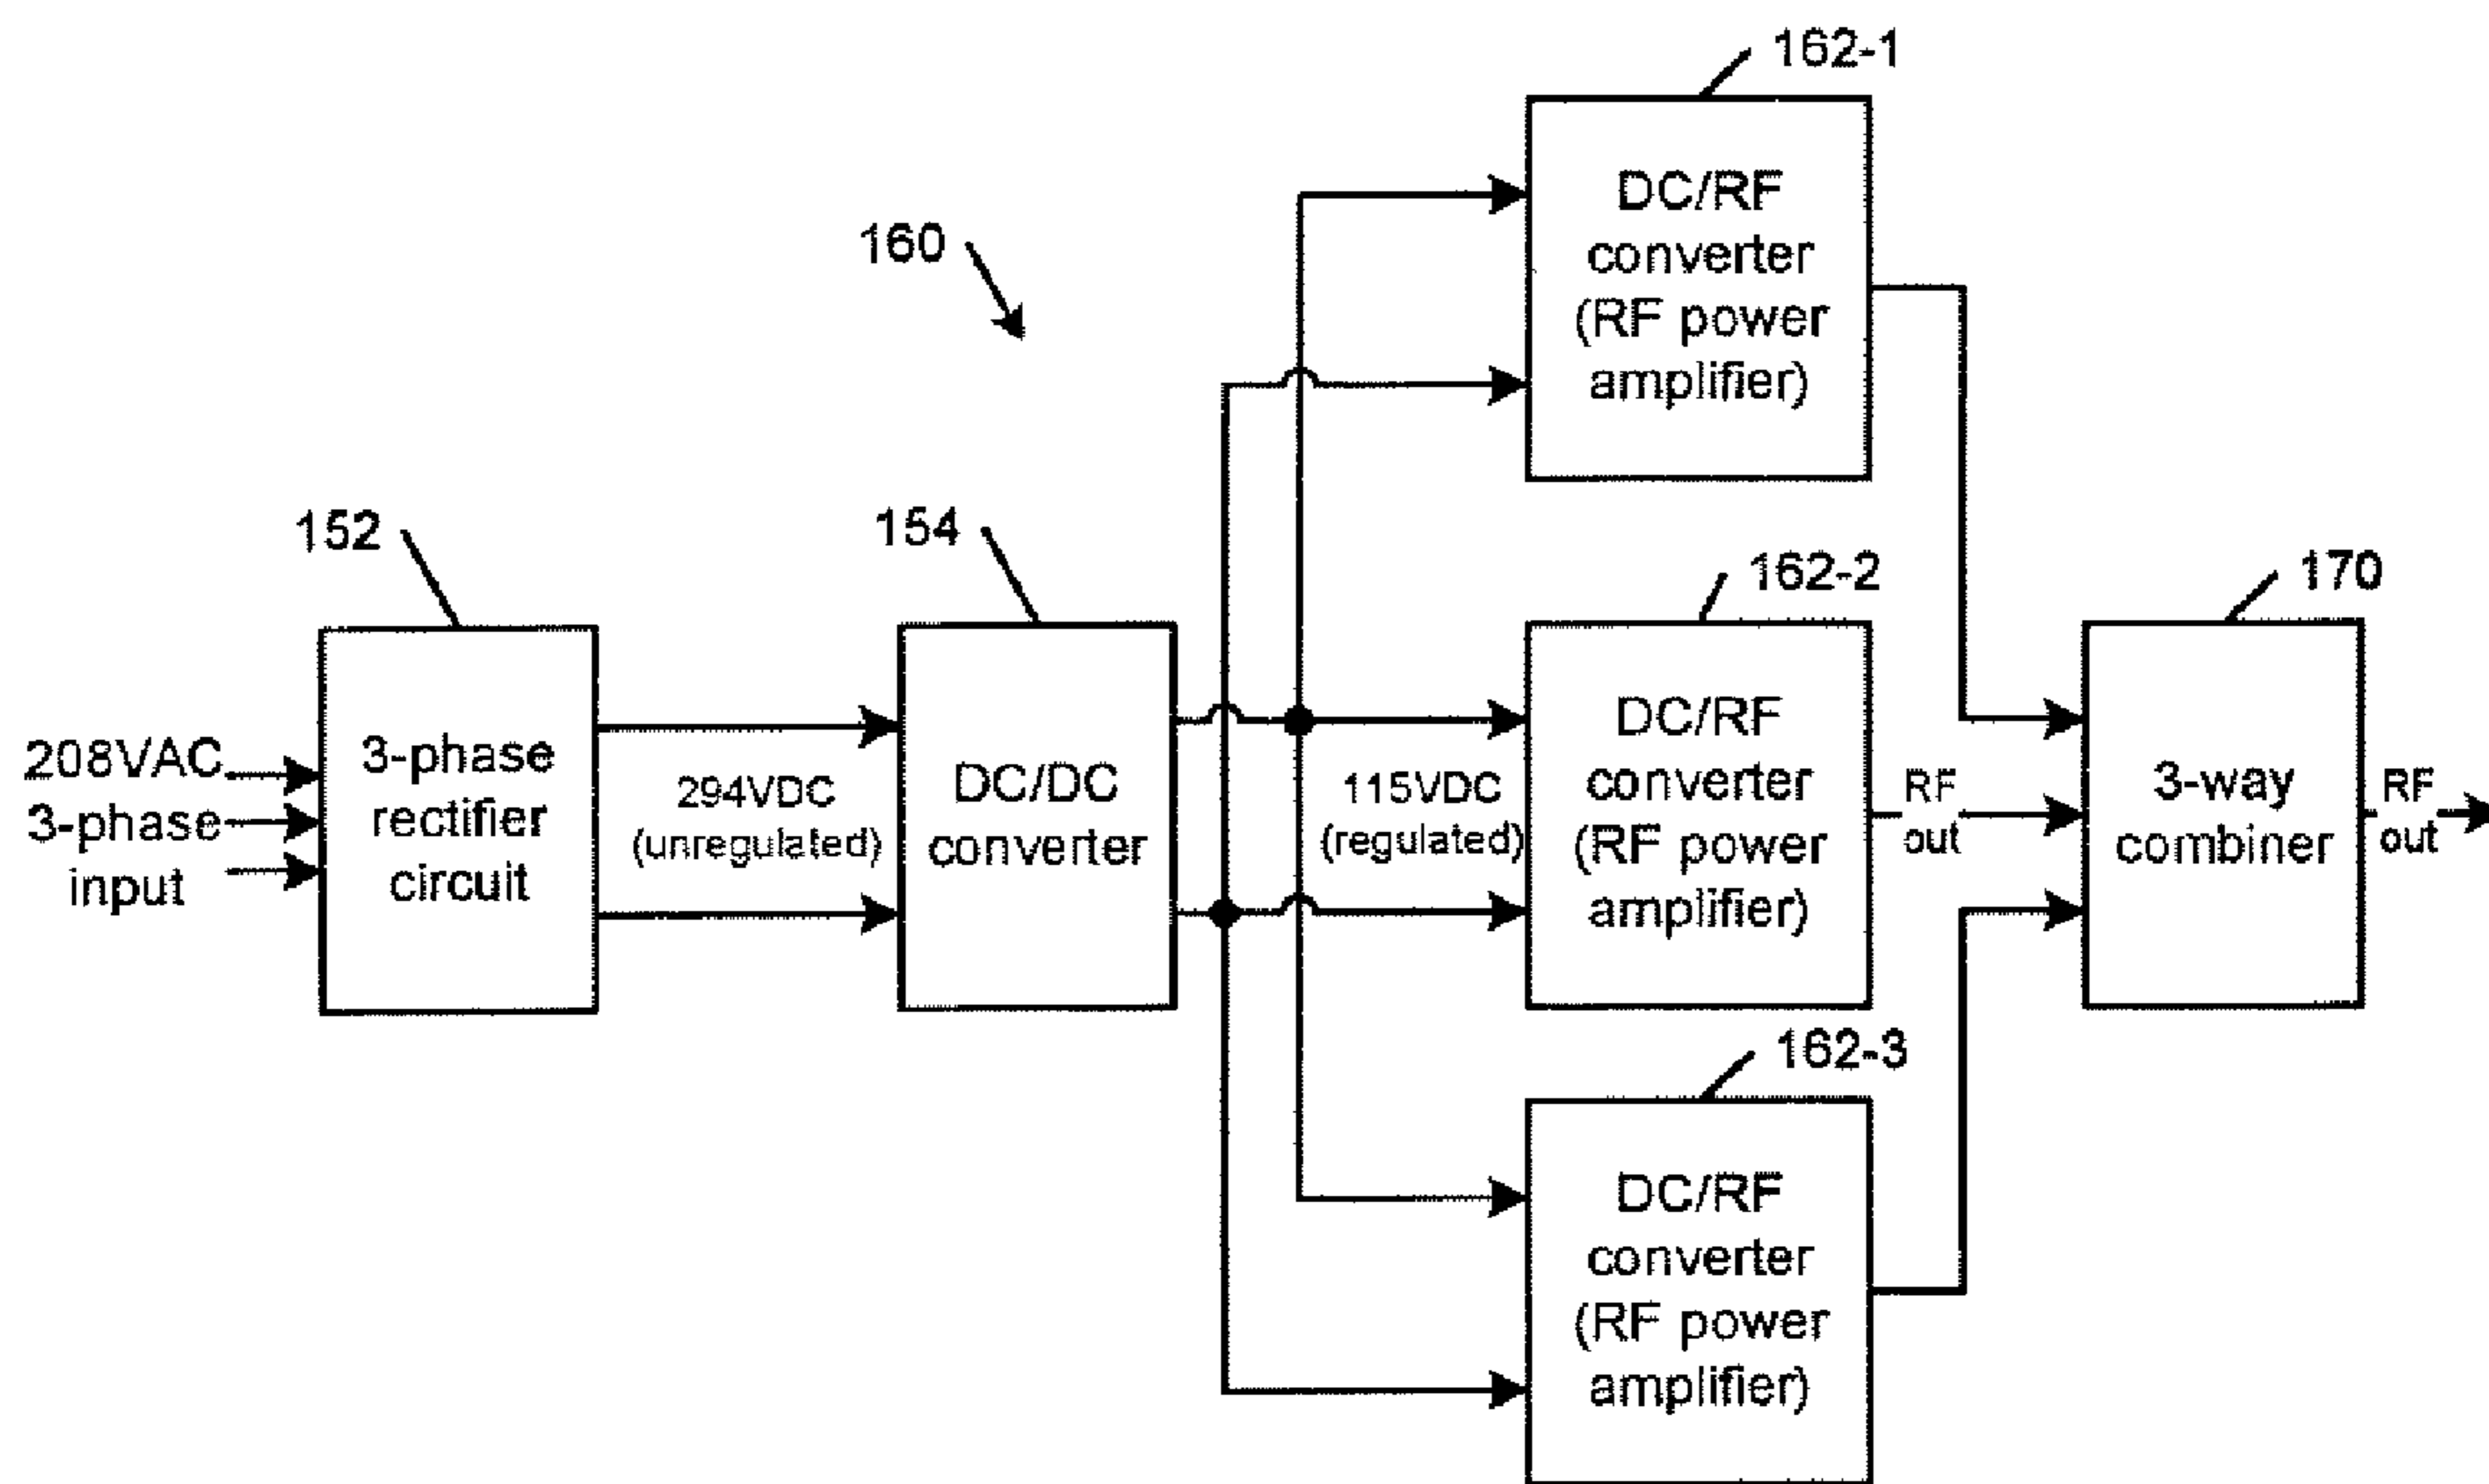 162-1
DC/RF
converter
(RF power
amplifier)
160
152
154
162-2
170
208VAC
3-phase
input
3-phase
rectifier
circuit
294VDC
(unregulated)
DC/DC
converter
115VDC
(regulated)
DC/RF
converter
(RF power
amplifier)
RF
out
3-way
combiner
RF
out
162-3
DC/RF
converter
(RF power
amplifier)